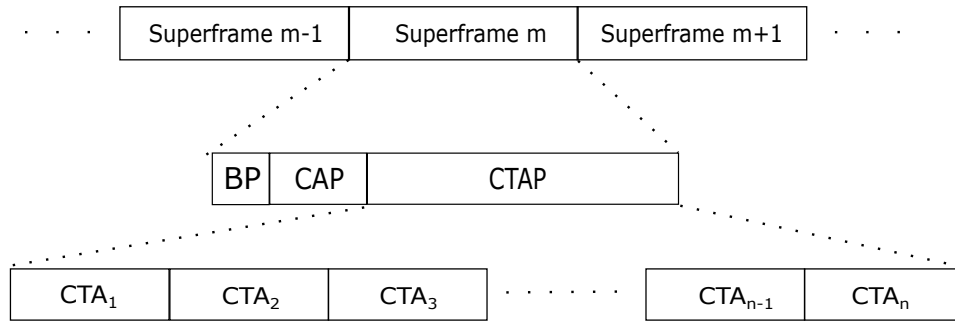 Superframe m-1 Superframe m Superframe m+1
BP CAP CTAP
CTA₁ CTA₂ CTA₃ CTAₙ₋₁ CTAₙ